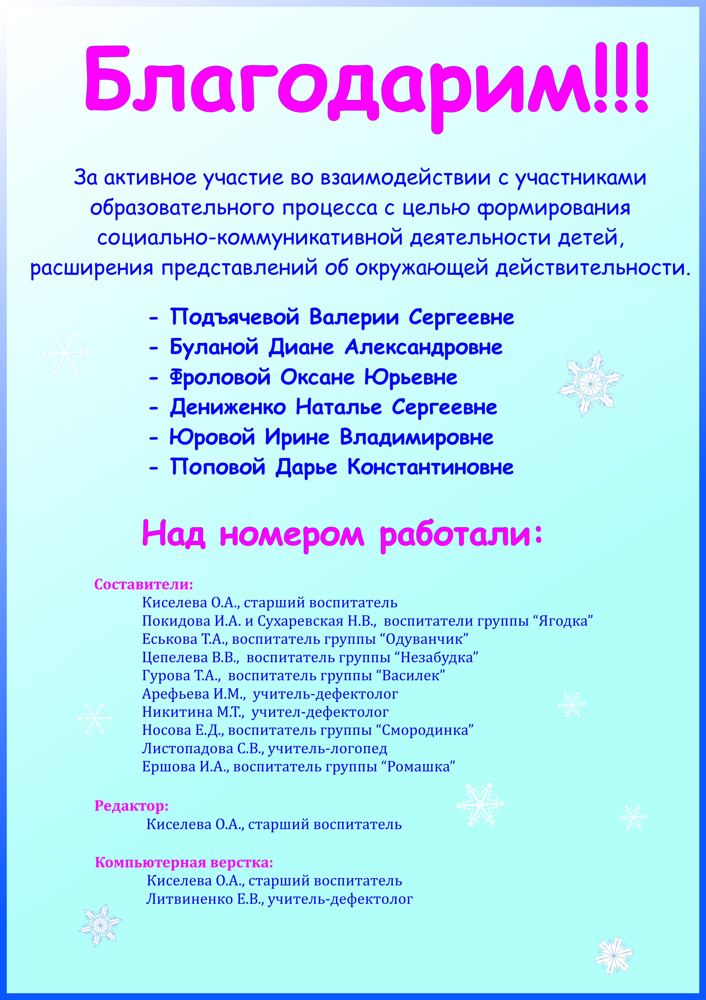 Благодарим!!!
За активное участие во взаимодействии с участниками
образовательного процесса с целью формирования
социально-коммуникативной деятельности детей,
расширения представлений об окружающей действительности.
- Подъячевой Валерии Сергеевне
- Буланой Диане Александровне
- Фроловой Оксане Юрьевне
- Дениженко Наталье Сергеевне
- Юровой Ирине Владимировне
- Поповой Дарье Константиновне
Над номером работали:
Составители:
Киселева О.А., старший воспитатель
Покидова И.А. и Сухаревская Н.В., воспитатели группы “Ягодка”
Еськова Т.А., воспитатель группы “Одуванчик”
Цепелева В.В., воспитатель группы “Незабудка”
Гурова Т.А., воспитатель группы “Василек”
Арефьева И.М., учитель-дефектолог
Никитина М.Т., учител-дефектолог
Носова Е.Д., воспитатель группы “Смородинка”
Листопадова С.В., учитель-логопед
Ершова И.А., воспитатель группы “Ромашка”
Редактор:
Киселева О.А., старший воспитатель
Компьютерная верстка:
Киселева О.А., старший воспитатель
Литвиненко Е.В., учитель-дефектолог